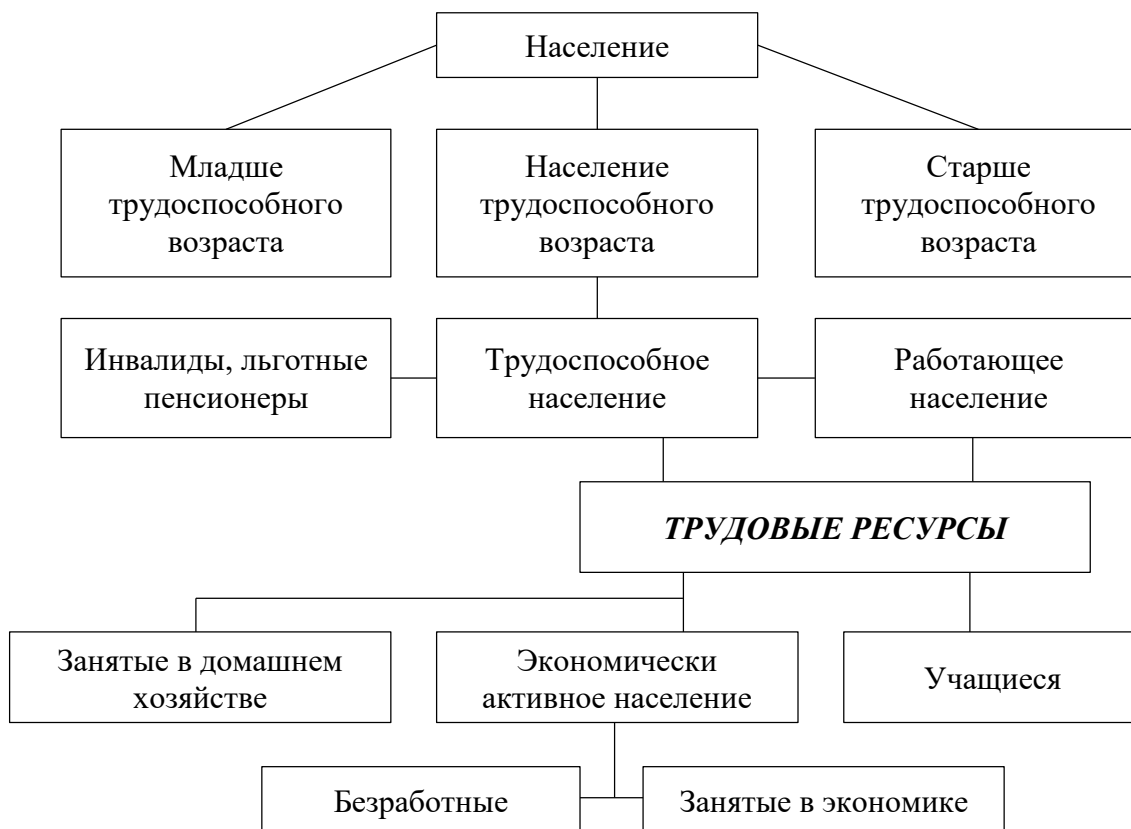 Население
Младше
трудоспособного
возраста
Население
трудоспособного
возраста
Старше
трудоспособного
возраста
Инвалиды, льготные
пенсионеры
Трудоспособное
население
Работающее
население
ТРУДОВЫЕ РЕСУРСЫ
Занятые в домашнем
хозяйстве
Экономически
активное население
Учащиеся
Безработные
Занятые в экономике